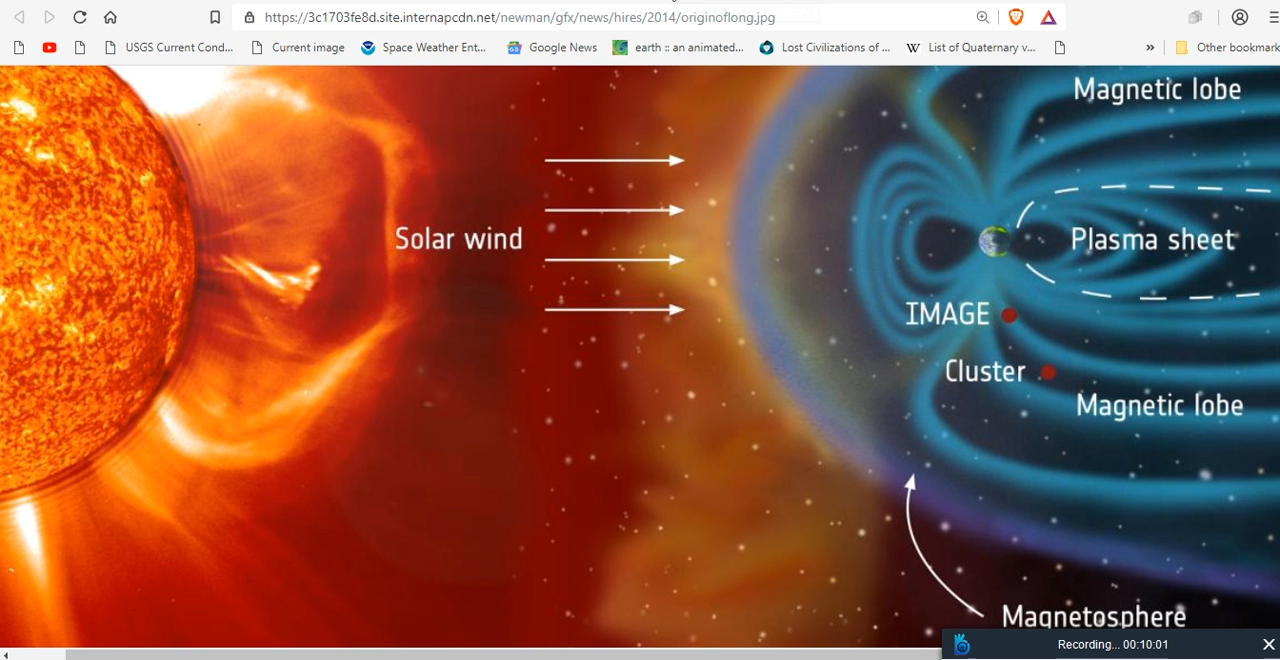 https://3c1703fe8d.site.internapcdn.net/newman/gfx/news/hires/2014/originoflong.jpg
USGS Current Cond... Current image Space Weather Ent... Google News earth :: an animated... Lost Civilizations of ... W List of Quaternary v... » Other bookmark
Magnetic lobe
Solar wind
Plasma sheet
IMAGE
Cluster
Magnetic lobe
Magnetosphere
Recording... 00:10:01